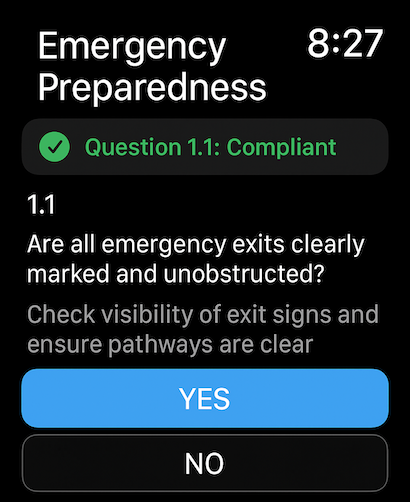 Emergency
Preparedness
8:27
Question 1.1: Compliant
1.1
Are all emergency exits clearly
marked and unobstructed?
Check visibility of exit signs and
ensure pathways are clear
YES
NO